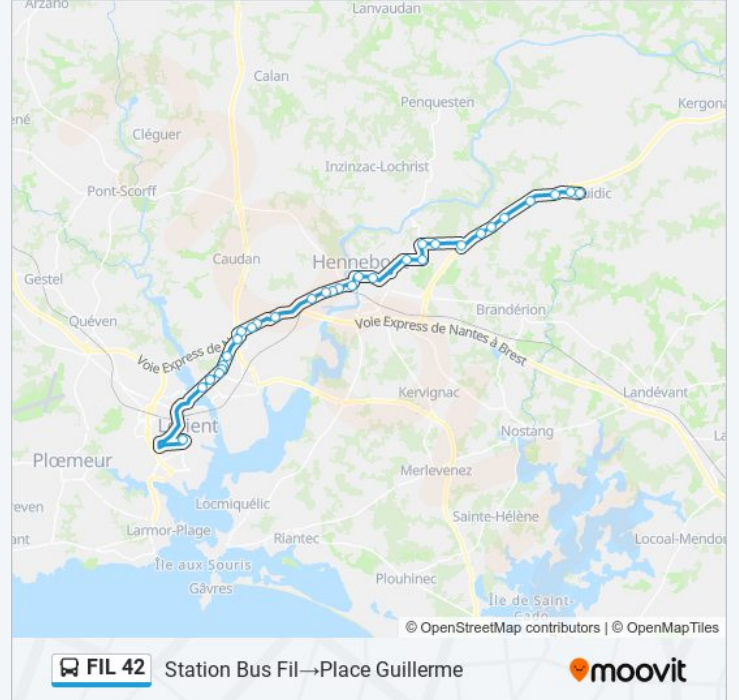 Arzano
Lanvaudan
Calan
Penquesten
Kergona
Cléguer
Inzinzac-Lochrist
Pont-Scorff
uidic
Caudan
Hennebo
Gestel
Brandérion
Quéven
Voie Express de Nantes à Brest
Voie Express de N
Kervignac
Landévant
Lorient
Nostang
Plœmeur
Merlevenez
Locmiquélic
Sainte-Hélène
Larmor-Plage
Riantec
Locoal-Mendon
Île aux Souris
Plouhinec
Gâvres
Île de Saint-
© OpenStreetMap contributors | © OpenMapTiles
FIL 42 Station Bus Fil→Place Guillerme moovit